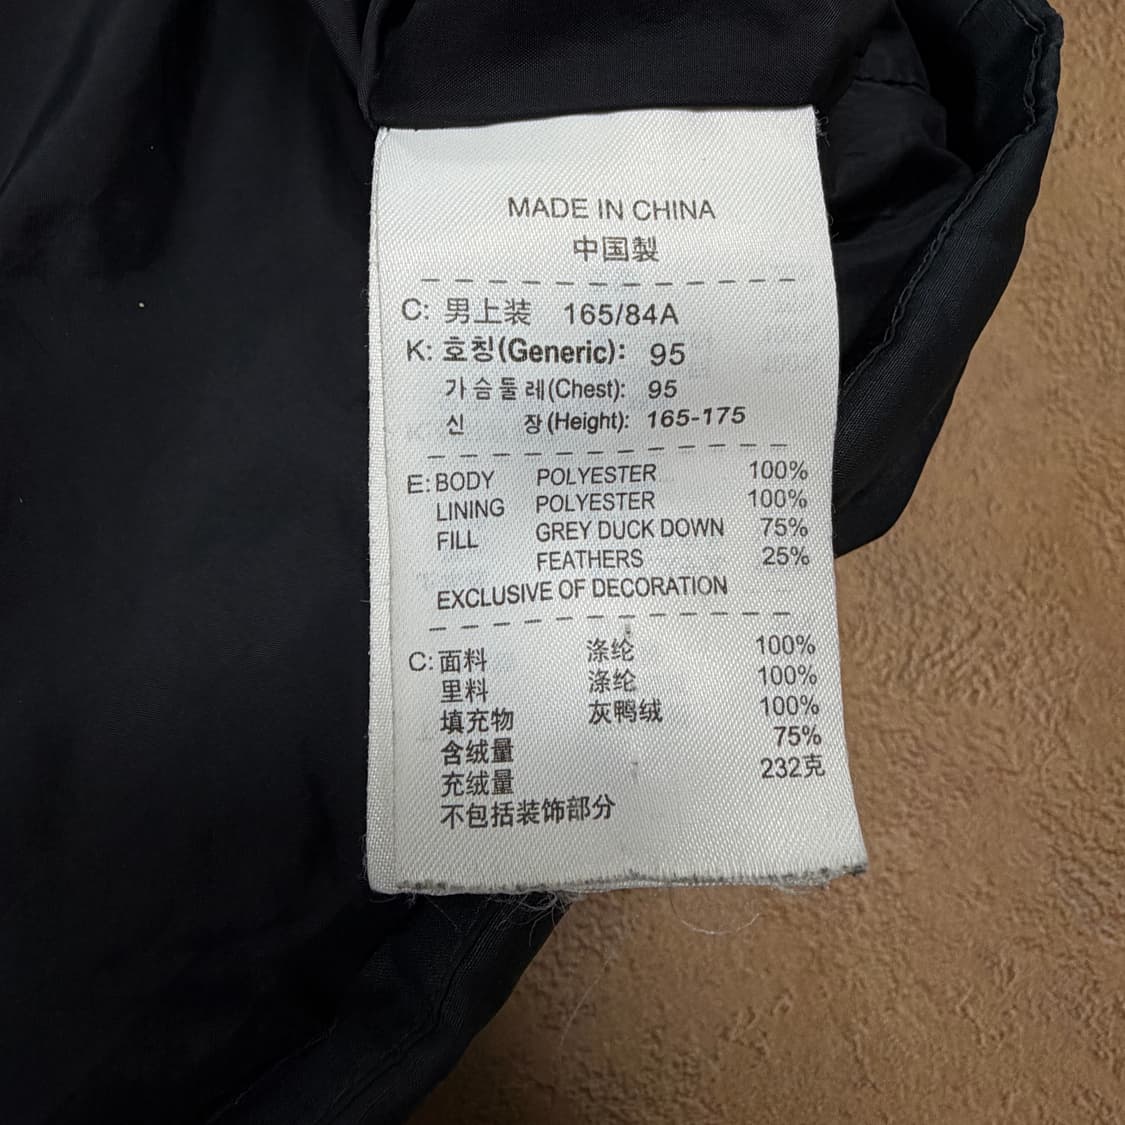 MADE IN CHINA
中国製
C: 男上装 165/84A
K: 호칭(Generic): 95
가슴둘레(Chest): 95
신 장(Height): 165-175
E: BODY POLYESTER 100%
LINING POLYESTER 100%
FILL GREY DUCK DOWN 75%
FEATHERS 25%
EXCLUSIVE OF DECORATION
C: 面料 涤纶 100%
里料 涤纶 100%
填充物 灰鸭绒 100%
含绒量 75%
充绒量 232克
不包括装饰部分